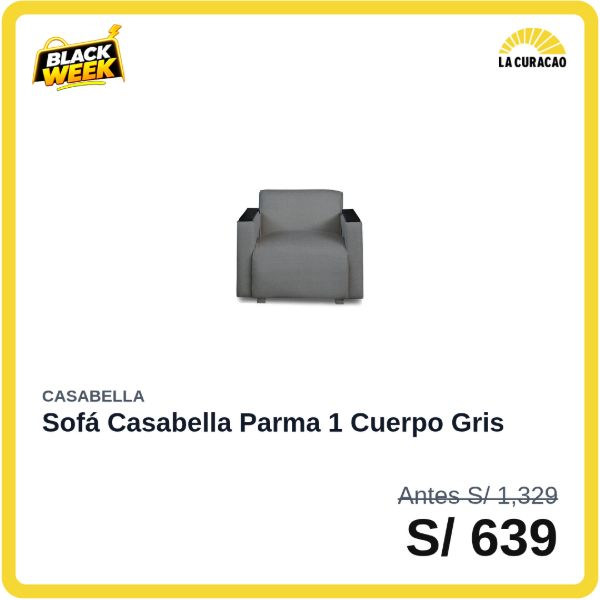 BLACK
WEEK
LA CURACAO
CASABELLA
Sofá Casabella Parma 1 Cuerpo Gris
Antes S/ 1,329
S/ 639